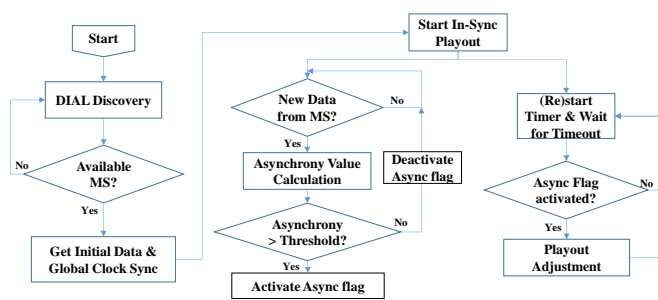 Start
DIAL Discovery
Available
MS?
No
Yes
Get Initial Data &
Global Clock Sync
Start In-Sync
Playout
New Data
from MS?
No
Yes
Asynchrony Value
Calculation
Deactivate
Async flag
Asynchrony
> Threshold?
No
Yes
Activate Async flag
(Re)start
Timer & Wait
for Timeout
Async Flag
activated?
No
Yes
Playout
Adjustment